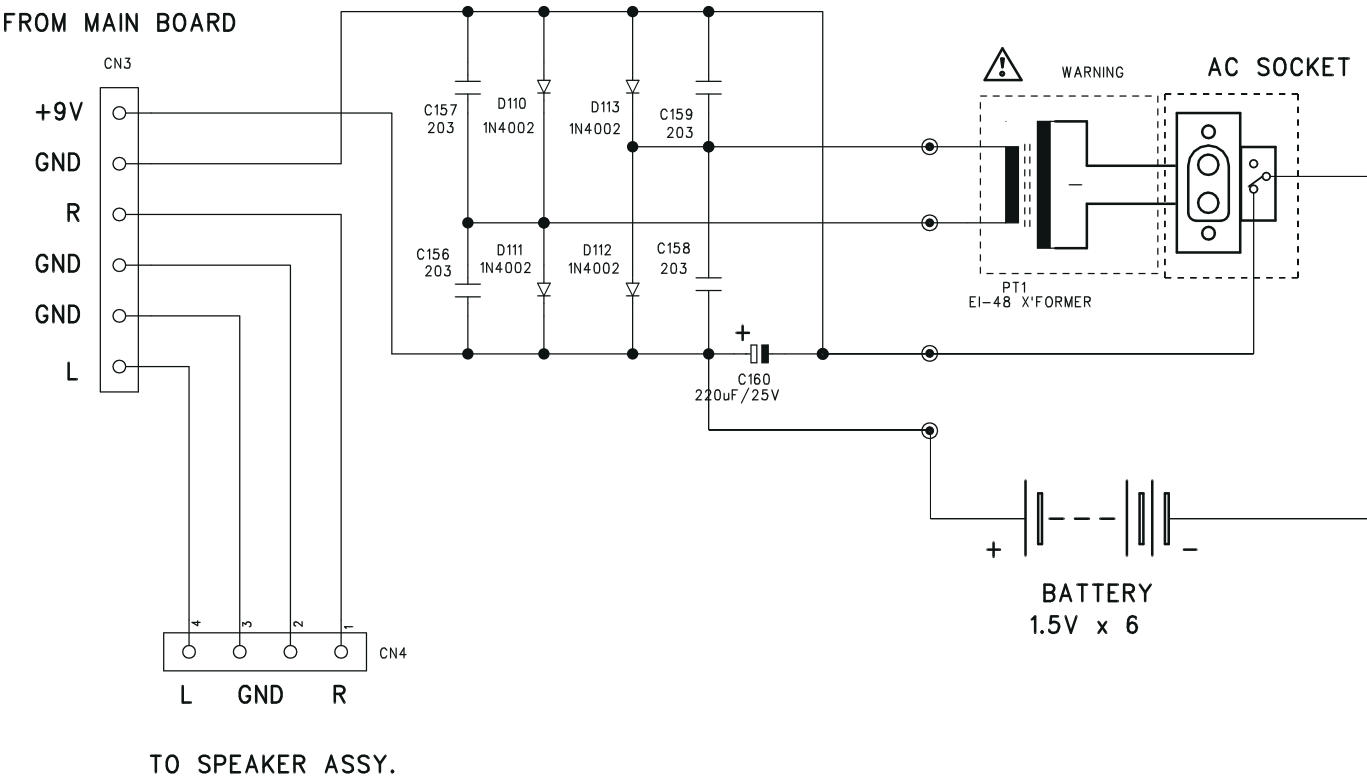 FROM MAIN BOARD
CN3
+9V
GND
R
GND
GND
L
C157
203
D110
1N4002
D113
1N4002
C159
203
WARNING
AC SOCKET
C156
203
D111
1N4002
D112
1N4002
C158
203
PT1
EI-48 X'FORMER
+
C160
220uF/25V
+
-
BATTERY
1.5V x 6
4
3
2
1
CN4
L
GND
R
TO SPEAKER ASSY.